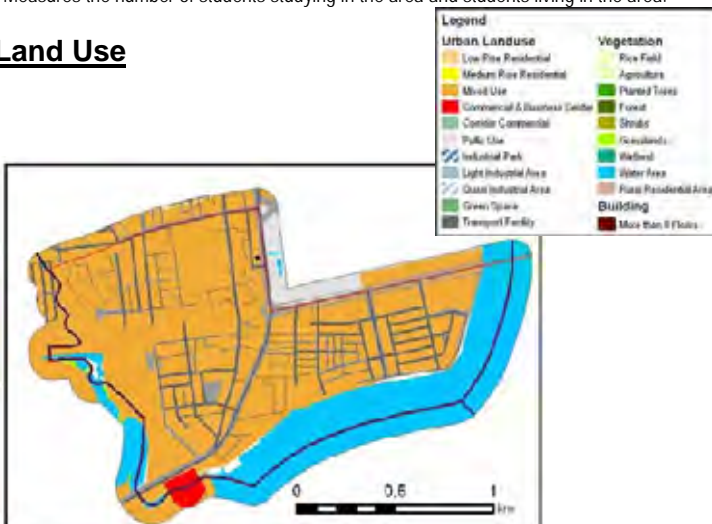 Measures the number of students studying in the area and students living in the area.
Land Use
Legend
Urban Landuse
Low Rise Residential
Medium Rise Residential
Mixed Use
Commercial & Business Center
Corridor Commercial
Public Use
Industrial Park
Light Industrial Area
Quasi Industrial Area
Green Space
Transport Facility
Vegetation
Rice Field
Agriculture
Planted Trees
Forest
Shrubs
Grasslands
Wetland
Water Area
Rural Residential Area
Building
More than 8 Floors
0 0.5 1
km